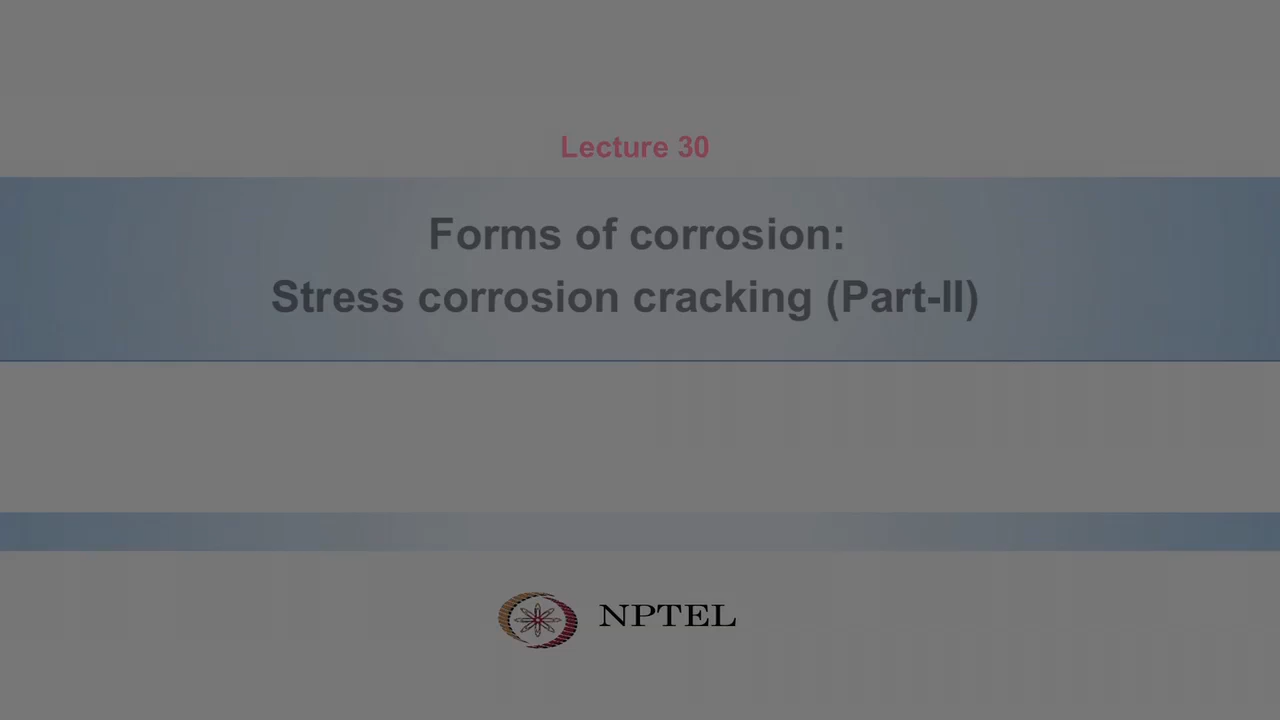 Lecture 30
Forms of corrosion:
Stress corrosion cracking (Part-II)
NPTEL